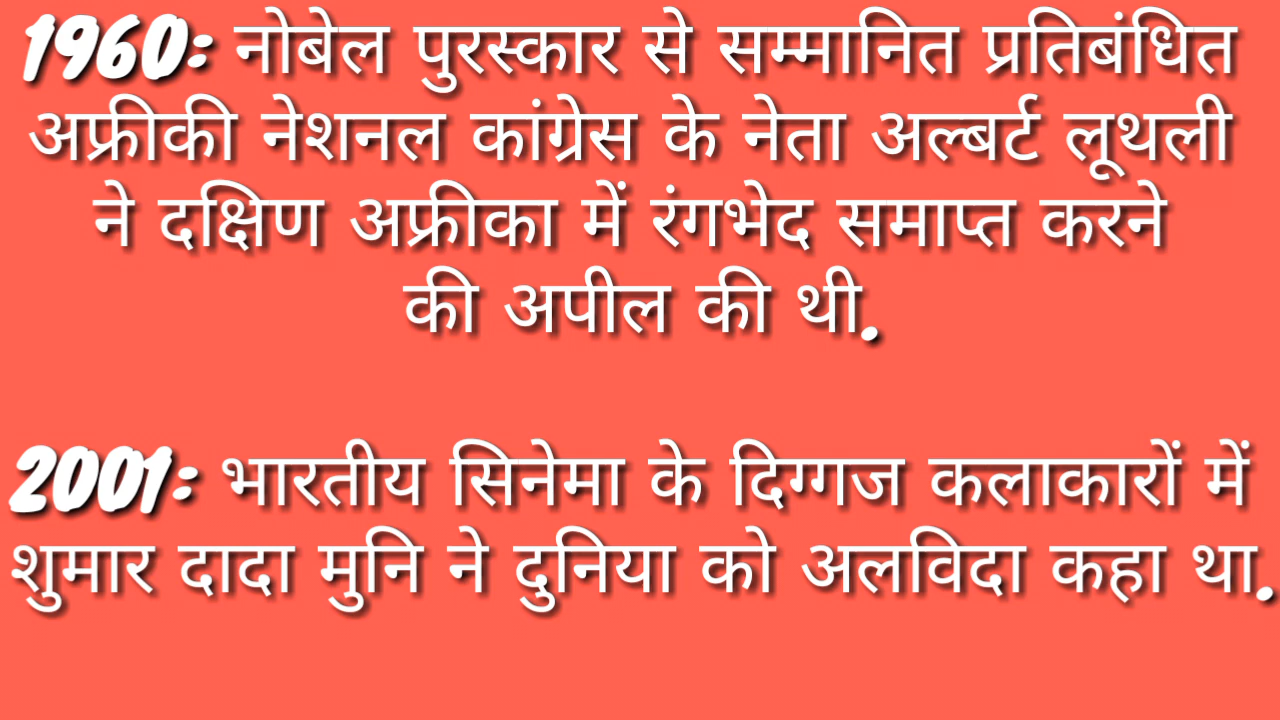 1960: नोबेल पुरस्कार से सम्मानित प्रतिबंधित
अफ्रीकी नेशनल कांग्रेस के नेता अल्बर्ट लूथली
ने दक्षिण अफ्रीका में रंगभेद समाप्त करने
की अपील की थी.
2001: भारतीय सिनेमा के दिग्गज कलाकारों में
शुमार दादा मुनि ने दुनिया को अलविदा कहा था.